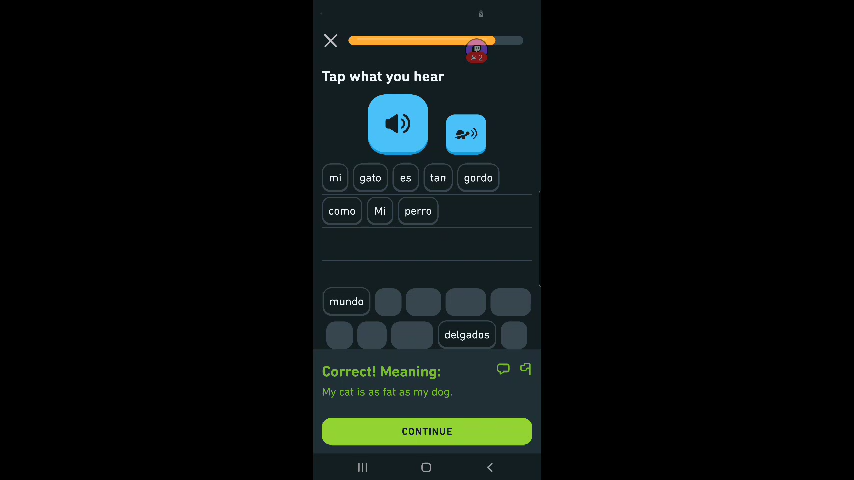 2
Tap what you hear
mi gato es tan gordo
como Mi perro
mundo
delgados
Correct! Meaning:
My cat is as fat as my dog.
CONTINUE